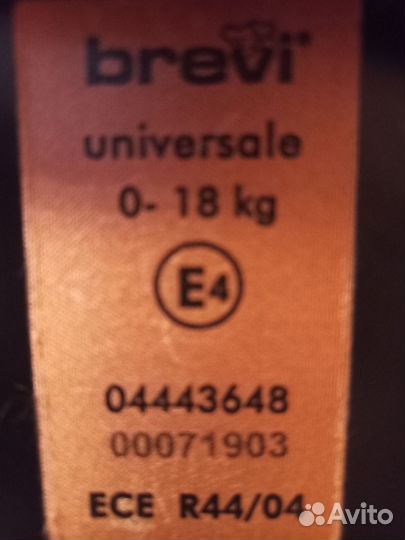 brevi®
universale
0- 18 kg
E4
04443648
00071903
ECE R44/04
Avito